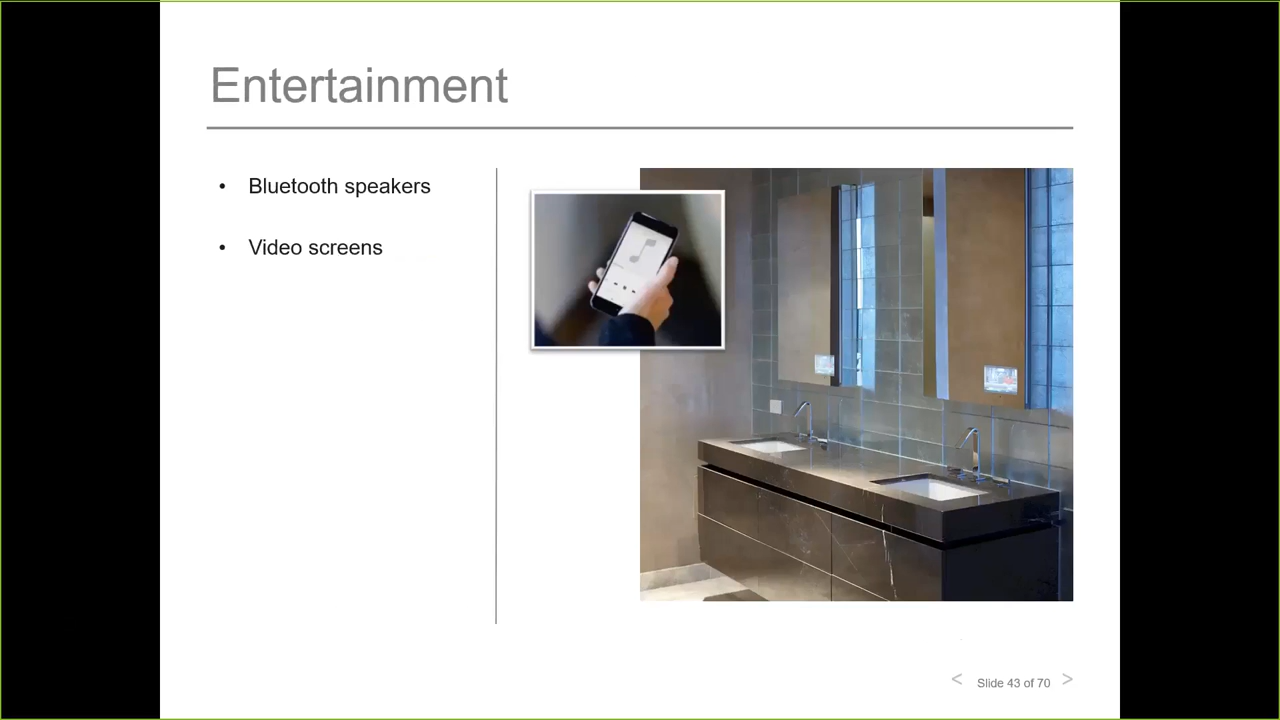 Entertainment
• Bluetooth speakers
• Video screens
< Slide 43 of 70 >